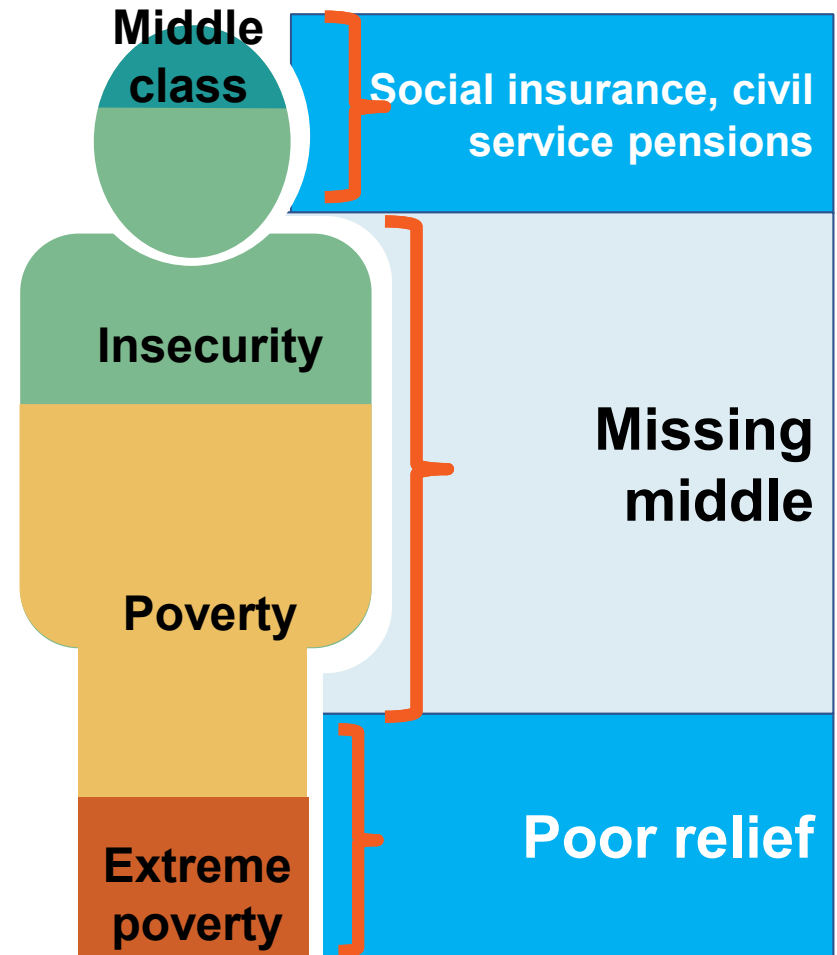 Middle
class
Social insurance, civil
service pensions
Insecurity
Missing
middle
Poverty
Poor relief
Extreme
poverty